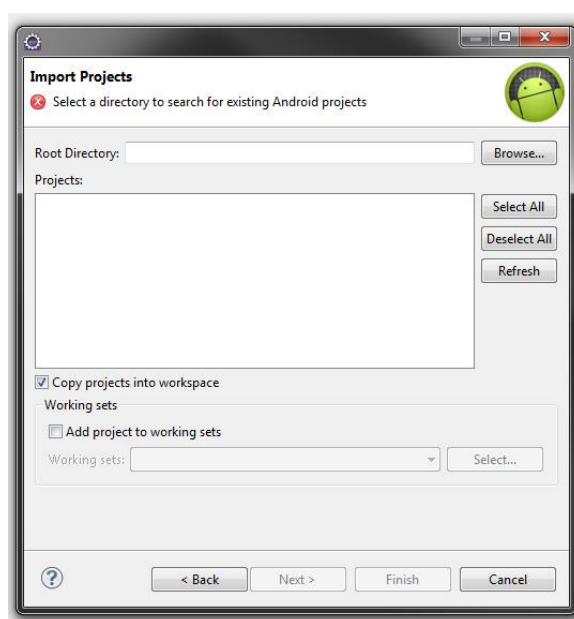 Import Projects
Select a directory to search for existing Android projects
Root Directory:
Browse...
Projects:
Select All
Deselect All
Refresh
Copy projects into workspace
Working sets
Add project to working sets
Working sets:
Select...
?
< Back
Next >
Finish
Cancel